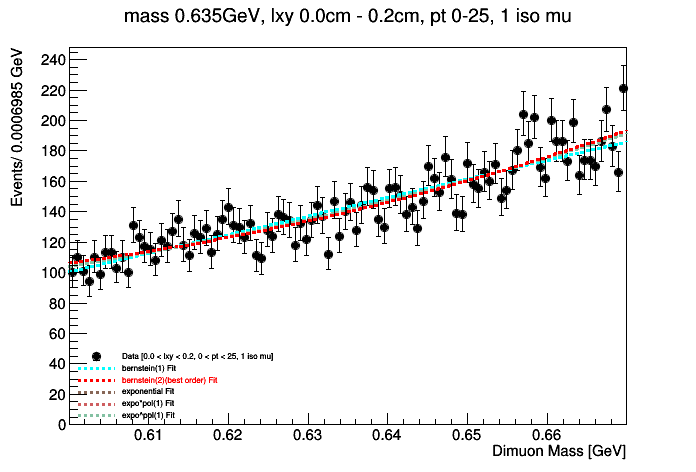 mass 0.635GeV, lxy 0.0cm - 0.2cm, pt 0-25, 1 iso mu
Events/ 0.0006985 GeV
240
220
200
180
160
140
120
100
80
60
40
20
0
Data [0.0 < lxy < 0.2, 0 < pt < 25, 1 iso mu]
bernstein(1) Fit
bernstein(2)(best order) Fit
exponential Fit
expo*pol(1) Fit
expo^ppl(1) Fit
0.61
0.62
0.63
0.64
0.65
0.66
Dimuon Mass [GeV]